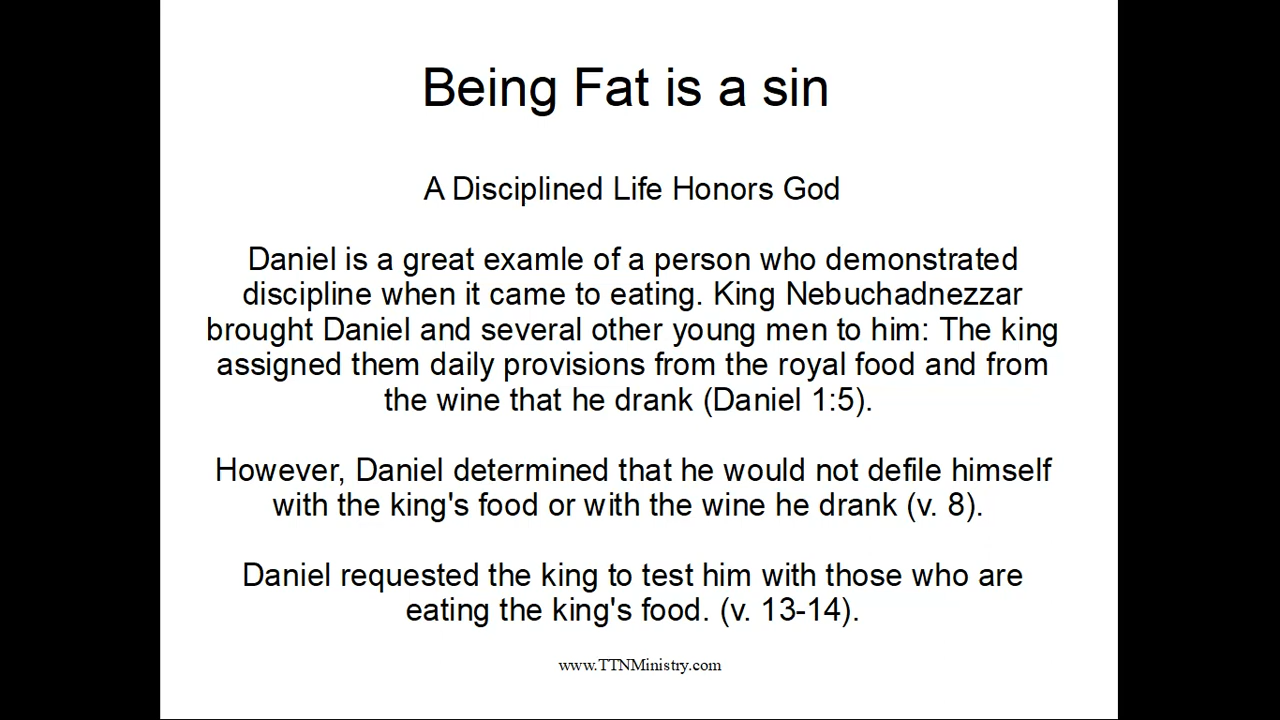 Being Fat is a sin
A Disciplined Life Honors God
Daniel is a great examle of a person who demonstrated
discipline when it came to eating. King Nebuchadnezzar
brought Daniel and several other young men to him: The king
assigned them daily provisions from the royal food and from
the wine that he drank (Daniel 1:5).
However, Daniel determined that he would not defile himself
with the king's food or with the wine he drank (v. 8).
Daniel requested the king to test him with those who are
eating the king's food. (v. 13-14).
www.TTNMinistry.com